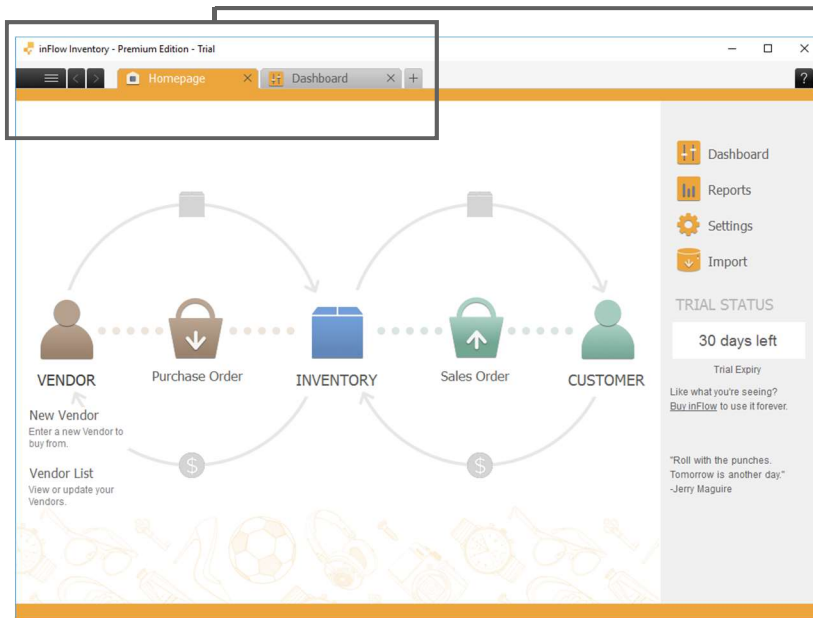 inFlow Inventory - Premium Edition - Trial
Homepage
Dashboard
?
Dashboard
Reports
Settings
Import
TRIAL STATUS
30 days left
Trial Expiry
Like what you're seeing?
Buy inFlow to use it forever.
"Roll with the punches.
Tomorrow is another day."
-Jerry Maguire
VENDOR
Purchase Order
INVENTORY
Sales Order
CUSTOMER
New Vendor
Enter a new Vendor to
buy from.
Vendor List
View or update your
Vendors.
$
$